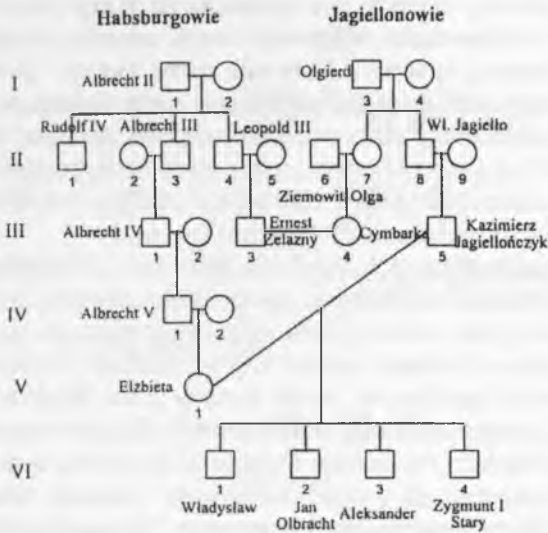 Habsburgowie Jagiellonowie
I Albrecht II Olgierd
1 2 3 4
Rudolf IV Albrecht III Leopold III Wł. Jagiełło
II
1 2 3 4 5 6 7 8 9
Ziemowit Olga
III Albrecht IV Ernest Żelazny Cymbarka Kazimierz Jagiellończyk
1 2 3 4 5
IV Albrecht V
1 2
V Elżbieta
1
VI
1 2 3 4
Władysław Jan Olbracht Aleksander Zygmunt I Stary